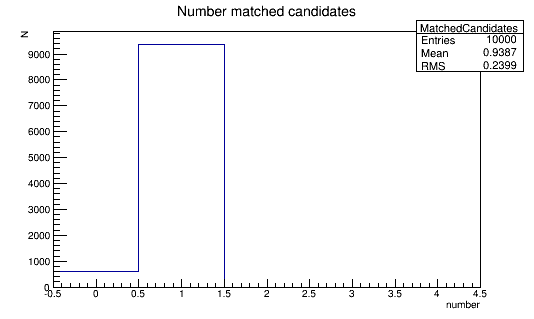 Number matched candidates
MatchedCandidates
Entries 10000
Mean 0.9387
RMS 0.2399
N
9000
8000
7000
6000
5000
4000
3000
2000
1000
0
-0.5 0 0.5 1 1.5 2 2.5 3 3.5 4 4.5
number